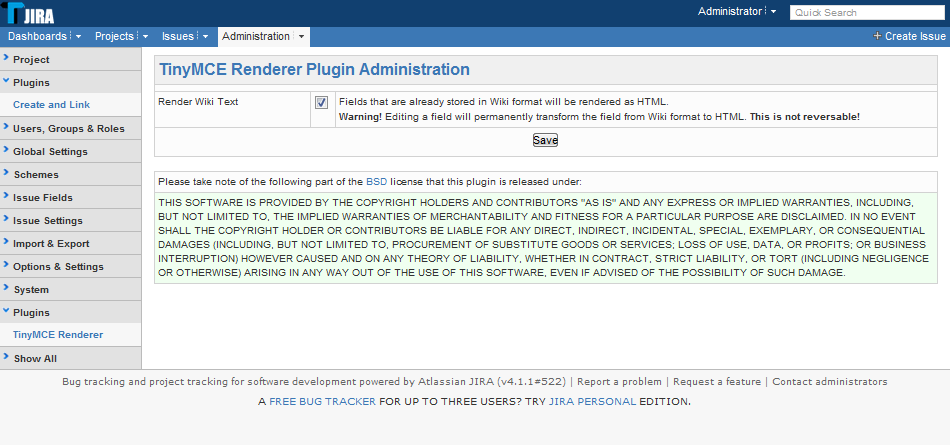 JIRA
Administrator
Quick Search
Dashboards
Projects
Issues
Administration
Create Issue
Project
Plugins
Create and Link
Users, Groups & Roles
Global Settings
Schemes
Issue Fields
Issue Settings
Import & Export
Options & Settings
System
Plugins
TinyMCE Renderer
Show All
TinyMCE Renderer Plugin Administration
Render Wiki Text
Fields that are already stored in Wiki format will be rendered as HTML.
Warning! Editing a field will permanently transform the field from Wiki format to HTML. This is not reversable!
Save
Please take note of the following part of the BSD license that this plugin is released under:
THIS SOFTWARE IS PROVIDED BY THE COPYRIGHT HOLDERS AND CONTRIBUTORS "AS IS" AND ANY EXPRESS OR IMPLIED WARRANTIES, INCLUDING,
BUT NOT LIMITED TO, THE IMPLIED WARRANTIES OF MERCHANTABILITY AND FITNESS FOR A PARTICULAR PURPOSE ARE DISCLAIMED. IN NO EVENT
SHALL THE COPYRIGHT HOLDER OR CONTRIBUTORS BE LIABLE FOR ANY DIRECT, INDIRECT, INCIDENTAL, SPECIAL, EXEMPLARY, OR CONSEQUENTIAL
DAMAGES (INCLUDING, BUT NOT LIMITED TO, PROCUREMENT OF SUBSTITUTE GOODS OR SERVICES; LOSS OF USE, DATA, OR PROFITS; OR BUSINESS
INTERRUPTION) HOWEVER CAUSED AND ON ANY THEORY OF LIABILITY, WHETHER IN CONTRACT, STRICT LIABILITY, OR TORT (INCLUDING NEGLIGENCE
OR OTHERWISE) ARISING IN ANY WAY OUT OF THE USE OF THIS SOFTWARE, EVEN IF ADVISED OF THE POSSIBILITY OF SUCH DAMAGE.
Bug tracking and project tracking for software development powered by Atlassian JIRA (v4.1.1#522) | Report a problem | Request a feature | Contact administrators
A FREE BUG TRACKER FOR UP TO THREE USERS? TRY JIRA PERSONAL EDITION.